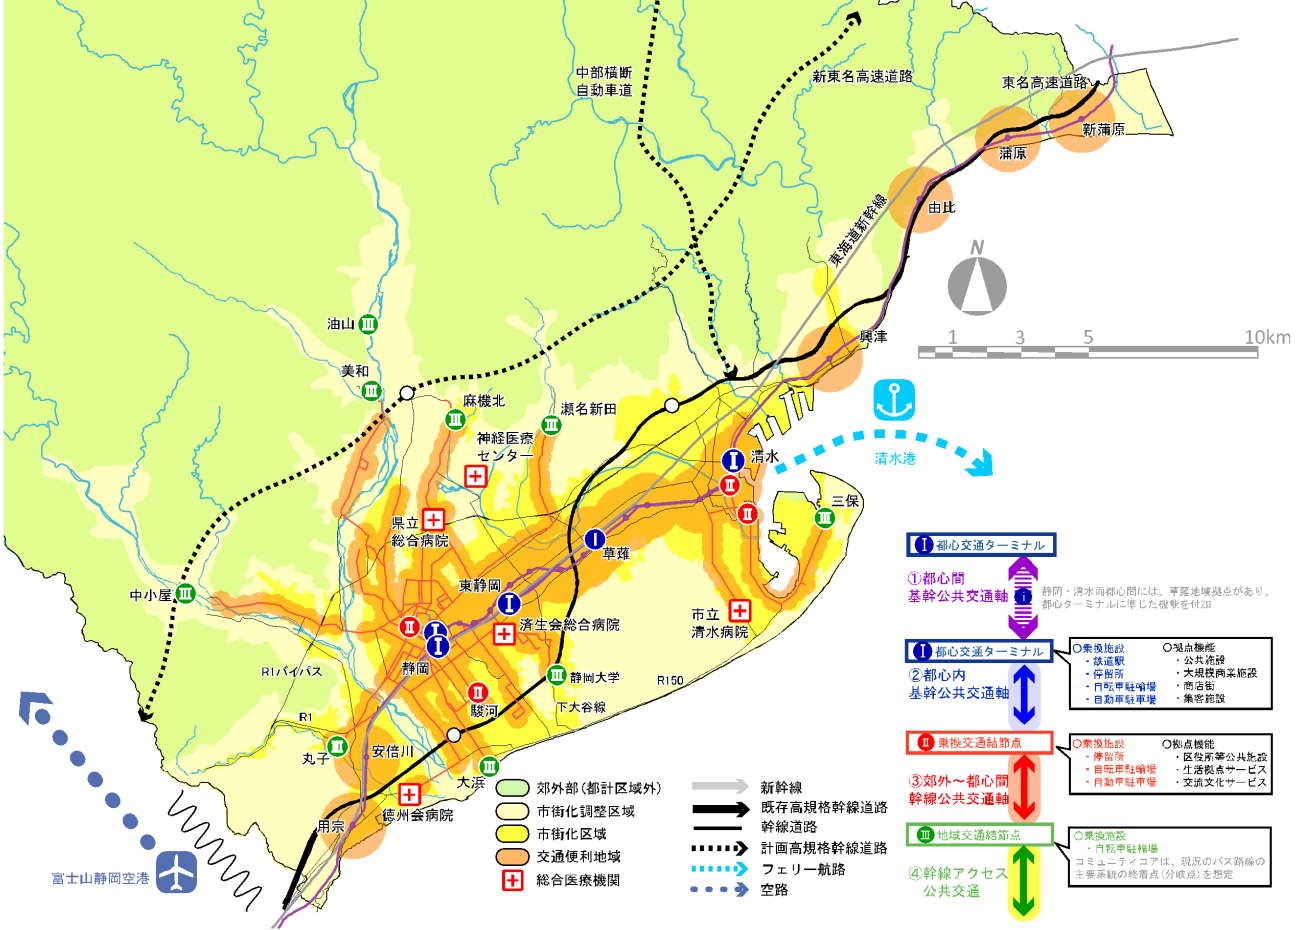 中部横断
自動車道
新東名高速道路
東名高速道路
新蒲原
蒲原
由比
東海道新幹線
N
1 3 5 10km
興津
油山
III
美和
III
麻機北
III
瀬名新田
III
神経医療
センター
清水
I
II
II
清水港
三保
III
県立
総合病院
I
草薙
中小屋
III
東静岡
I
II
I
I
静岡
済生会総合病院
市立
清水病院
R1バイパス
III
静岡大学
R150
II
駿河
下大谷線
R1
III
丸子
安倍川
III
大浜
徳州会病院
用宗
富士山静岡空港
郊外部(都計区域外)
市街化調整区域
市街化区域
交通便利地域
総合医療機関
新幹線
既存高規格幹線道路
幹線道路
計画高規格幹線道路
フェリー航路
空路
I 都心交通ターミナル
①都心間
基幹公共交通軸
i
静岡・清水両都心間には、草薙地域拠点があり、
都心ターミナルに準じた機能を付加
I 都心交通ターミナル
②都心内
基幹公共交通軸
〇乗換施設
・鉄道駅
・停留所
・自転車駐輪場
・自動車駐車場
〇拠点機能
・公共施設
・大規模商業施設
・商店街
・集客施設
II 乗換交通結節点
③郊外～都心間
幹線公共交通軸
〇乗換施設
・停留所
・自転車駐輪場
・自動車駐車場
〇拠点機能
・区役所等公共施設
・生活拠点サービス
・交流文化サービス
III 地域交通結節点
④幹線アクセス
公共交通
〇乗換施設
・自転車駐輪場
コミュニティコアは、現況のバス路線の
主要系統の終着点(分岐点)を想定